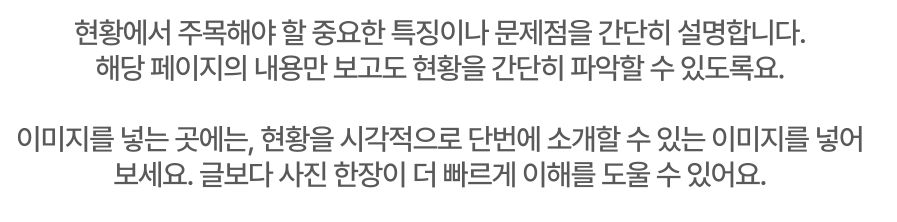 현황에서 주목해야 할 중요한 특징이나 문제점을 간단히 설명합니다.
해당 페이지의 내용만 보고도 현황을 간단히 파악할 수 있도록요.
이미지를 넣는 곳에는, 현황을 시각적으로 단번에 소개할 수 있는 이미지를 넣어
보세요. 글보다 사진 한장이 더 빠르게 이해를 도울 수 있어요.